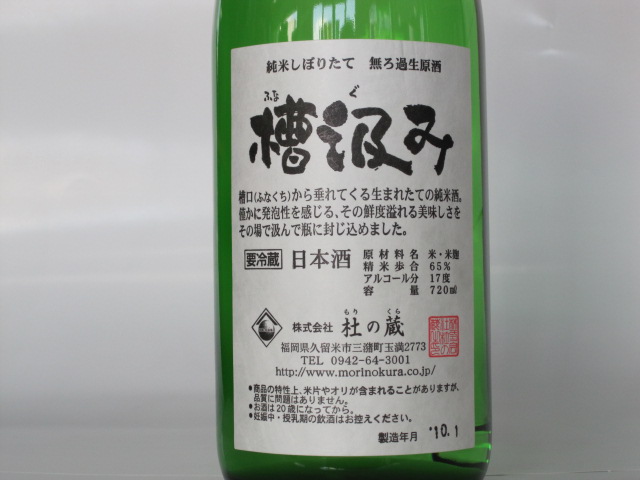 純米しぼりたて 無ろ過生原酒
ふな ぐ
槽汲み
槽口(ふなくち)から垂れてくる生まれたての純米酒。
僅かに発泡性を感じる、その鮮度溢れる美味しさを
その場で汲んで瓶に封じ込めました。
要冷蔵 日本酒
原材料名 米・米麹
精米歩合 65%
アルコール分 17度
容量 720ml
もり くら
株式会社 杜の蔵
福岡県久留米市三潴町玉満2773
TEL 0942-64-3001
http://www.morinokura.co.jp/
●商品の特性上、米片やオリが含まれることがありますが、
品質に問題はありません。
●お酒は20歳になってから。
●妊娠中・授乳期の飲酒はお控えください。
製造年月 '10.1